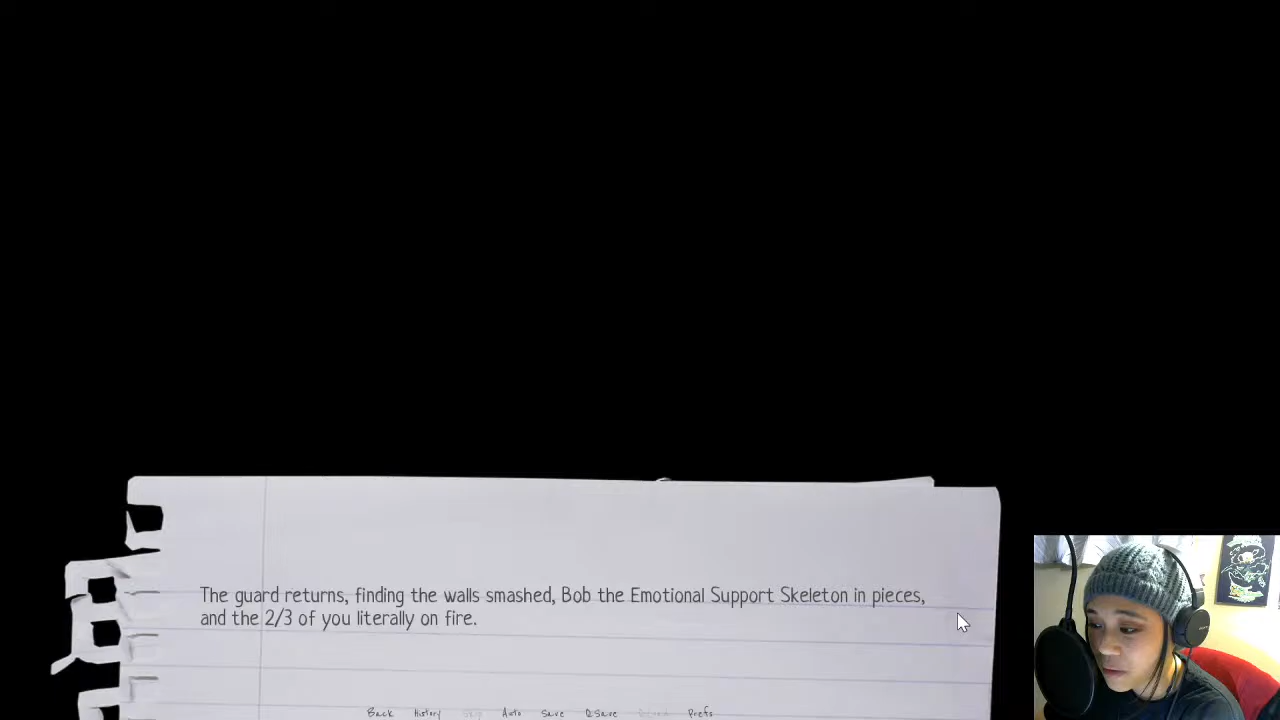 The guard returns, finding the walls smashed, Bob the Emotional Support Skeleton in pieces,
and the 2/3 of you literally on fire.
Back History Skip Auto Save Q.Save Prefs